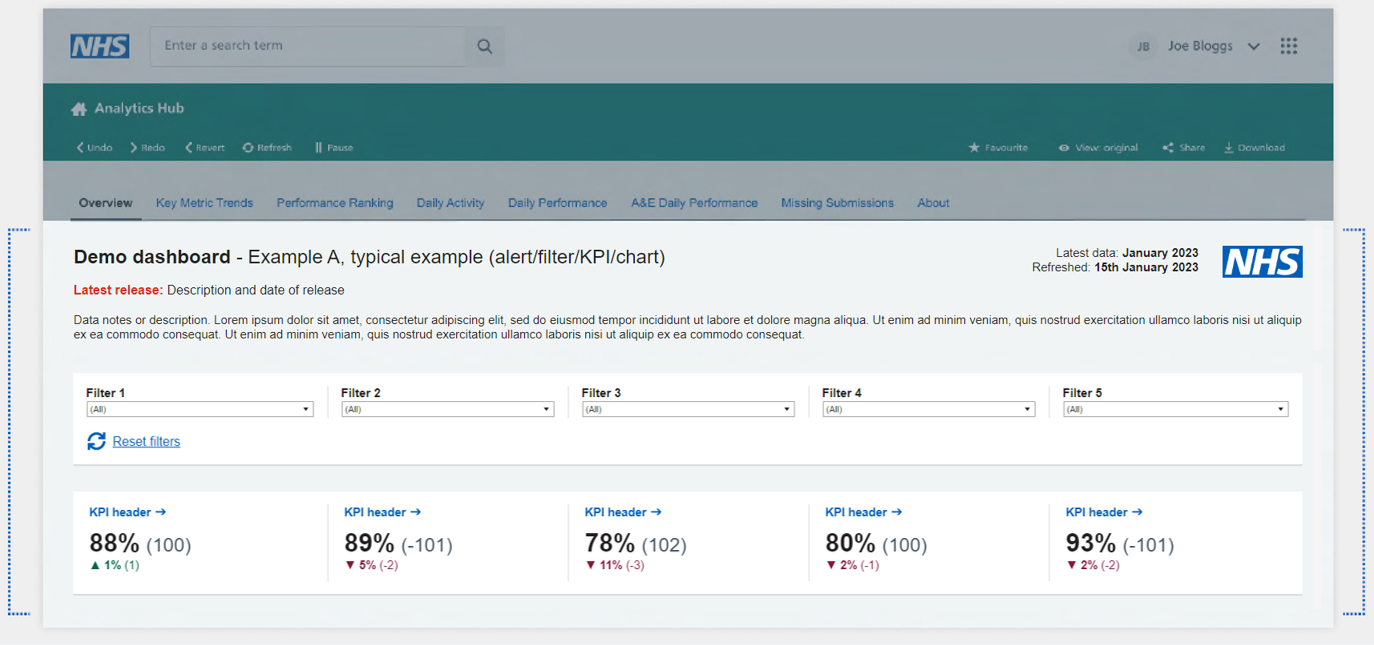 NHS Enter a search term JB Joe Bloggs
Analytics Hub
Undo Redo Revert Refresh Pause Favourite View: original Share Download
Overview Key Metric Trends Performance Ranking Daily Activity Daily Performance A&E Daily Performance Missing Submissions About
Demo dashboard - Example A, typical example (alert/filter/KPI/chart)
Latest data: January 2023
Refreshed: 15th January 2023
NHS
Latest release: Description and date of release
Data notes or description. Lorem ipsum dolor sit amet, consectetur adipiscing elit, sed do eiusmod tempor incididunt ut labore et dolore magna aliqua. Ut enim ad minim veniam, quis nostrud exercitation ullamco laboris nisi ut aliquip
ex ea commodo consequat. Ut enim ad minim veniam, quis nostrud exercitation ullamco laboris nisi ut aliquip ex ea commodo consequat.
Filter 1 Filter 2 Filter 3 Filter 4 Filter 5
(All) (All) (All) (All) (All)
Reset filters
KPI header → KPI header → KPI header → KPI header → KPI header →
88% (100) 89% (-101) 78% (102) 80% (100) 93% (-101)
▲ 1% (1) ▼ 5% (-2) ▼ 11% (-3) ▼ 2% (-1) ▼ 2% (-2)